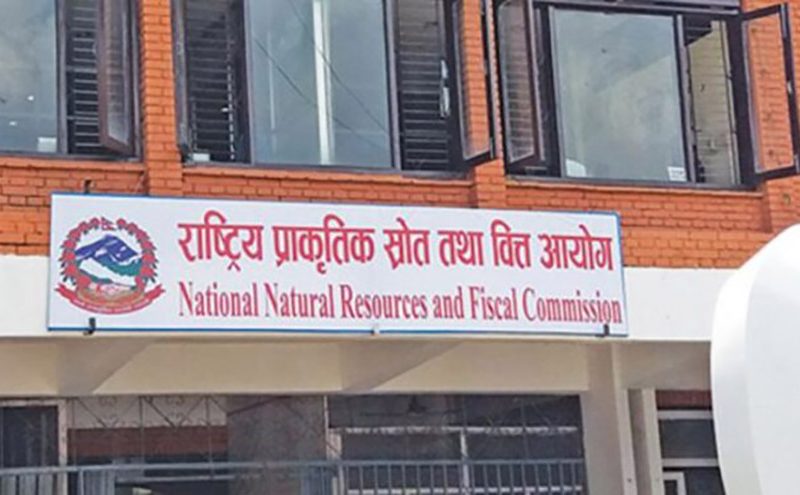 राष्ट्रिय प्राकृतिक स्रोत तथा वित्त आयोग
National Natural Resources and Fiscal Commission